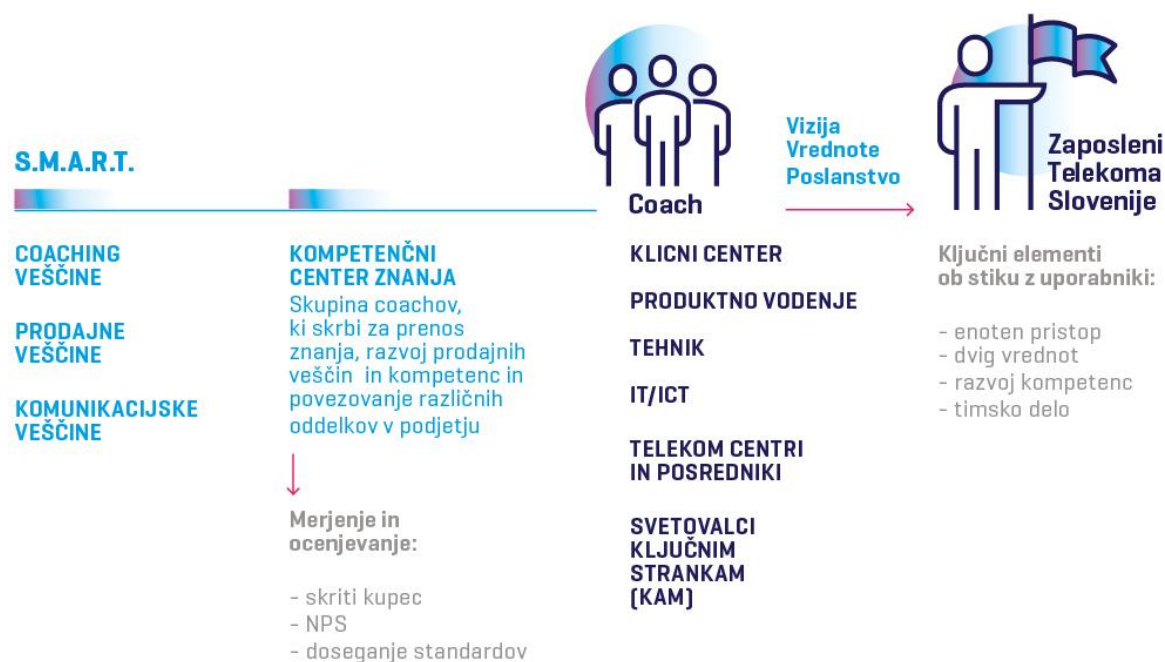 S.M.A.R.T.
COACHING
VEŠČINE
PRODAJNE
VEŠČINE
KOMUNIKACIJSKE
VEŠČINE
KOMPETENČNI
CENTER ZNANJA
Skupina coachov,
ki skrbi za prenos
znanja, razvoj prodajnih
veščin in kompetenc in
povezovanje različnih
oddelkov v podjetju
Merjenje in
ocenjevanje:
- skriti kupec
- NPS
- doseganje standardov
Coach
KLICNI CENTER
PRODUKTNO VODENJE
TEHNIK
IT/ICT
TELEKOM CENTRI
IN POSREDNIKI
SVETOVALCI
KLJUČNIM
STRANKAM
(KAM)
Vizija
Vrednote
Poslanstvo
Zaposleni
Telekoma
Slovenije
Ključni elementi
ob stiku z uporabniki:
- enoten pristop
- dvig vrednot
- razvoj kompetenc
- timsko delo